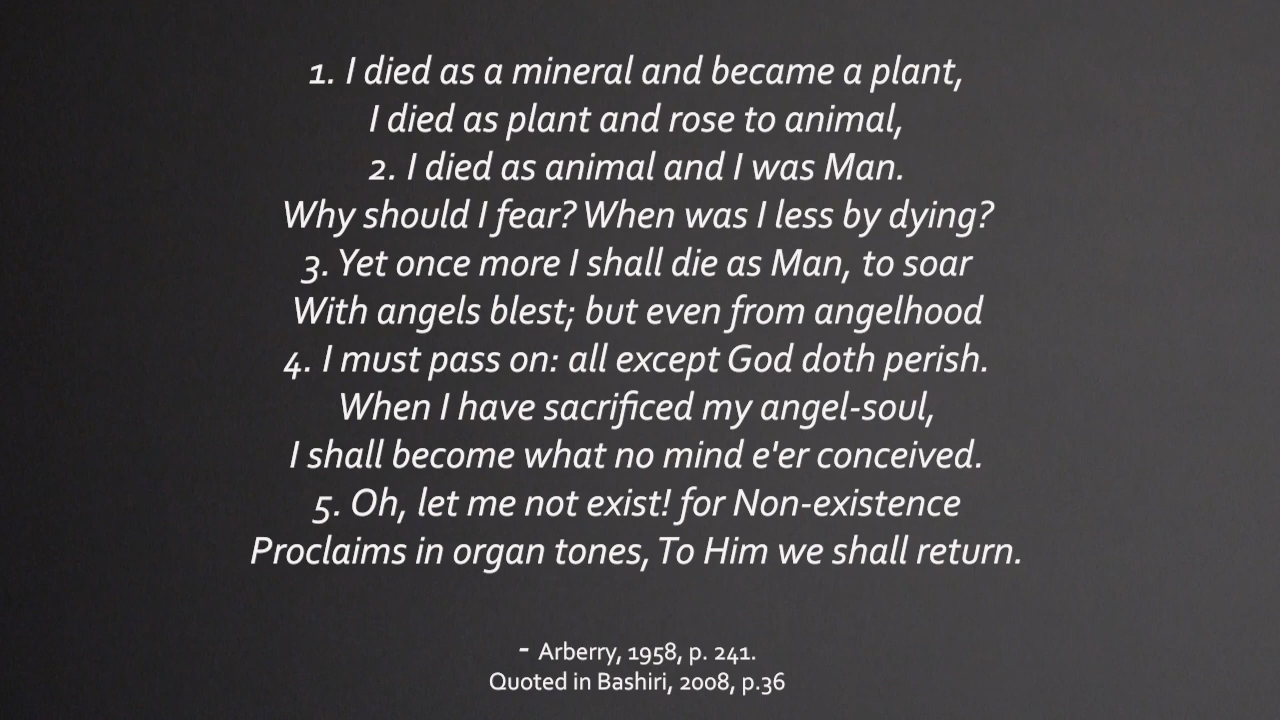 1. I died as a mineral and became a plant,
I died as plant and rose to animal,
2. I died as animal and I was Man.
Why should I fear? When was I less by dying?
3. Yet once more I shall die as Man, to soar
With angels blest; but even from angelhood
4. I must pass on: all except God doth perish.
When I have sacrificed my angel-soul,
I shall become what no mind e'er conceived.
5. Oh, let me not exist! for Non-existence
Proclaims in organ tones, To Him we shall return.
- Arberry, 1958, p. 241.
Quoted in Bashiri, 2008, p.36